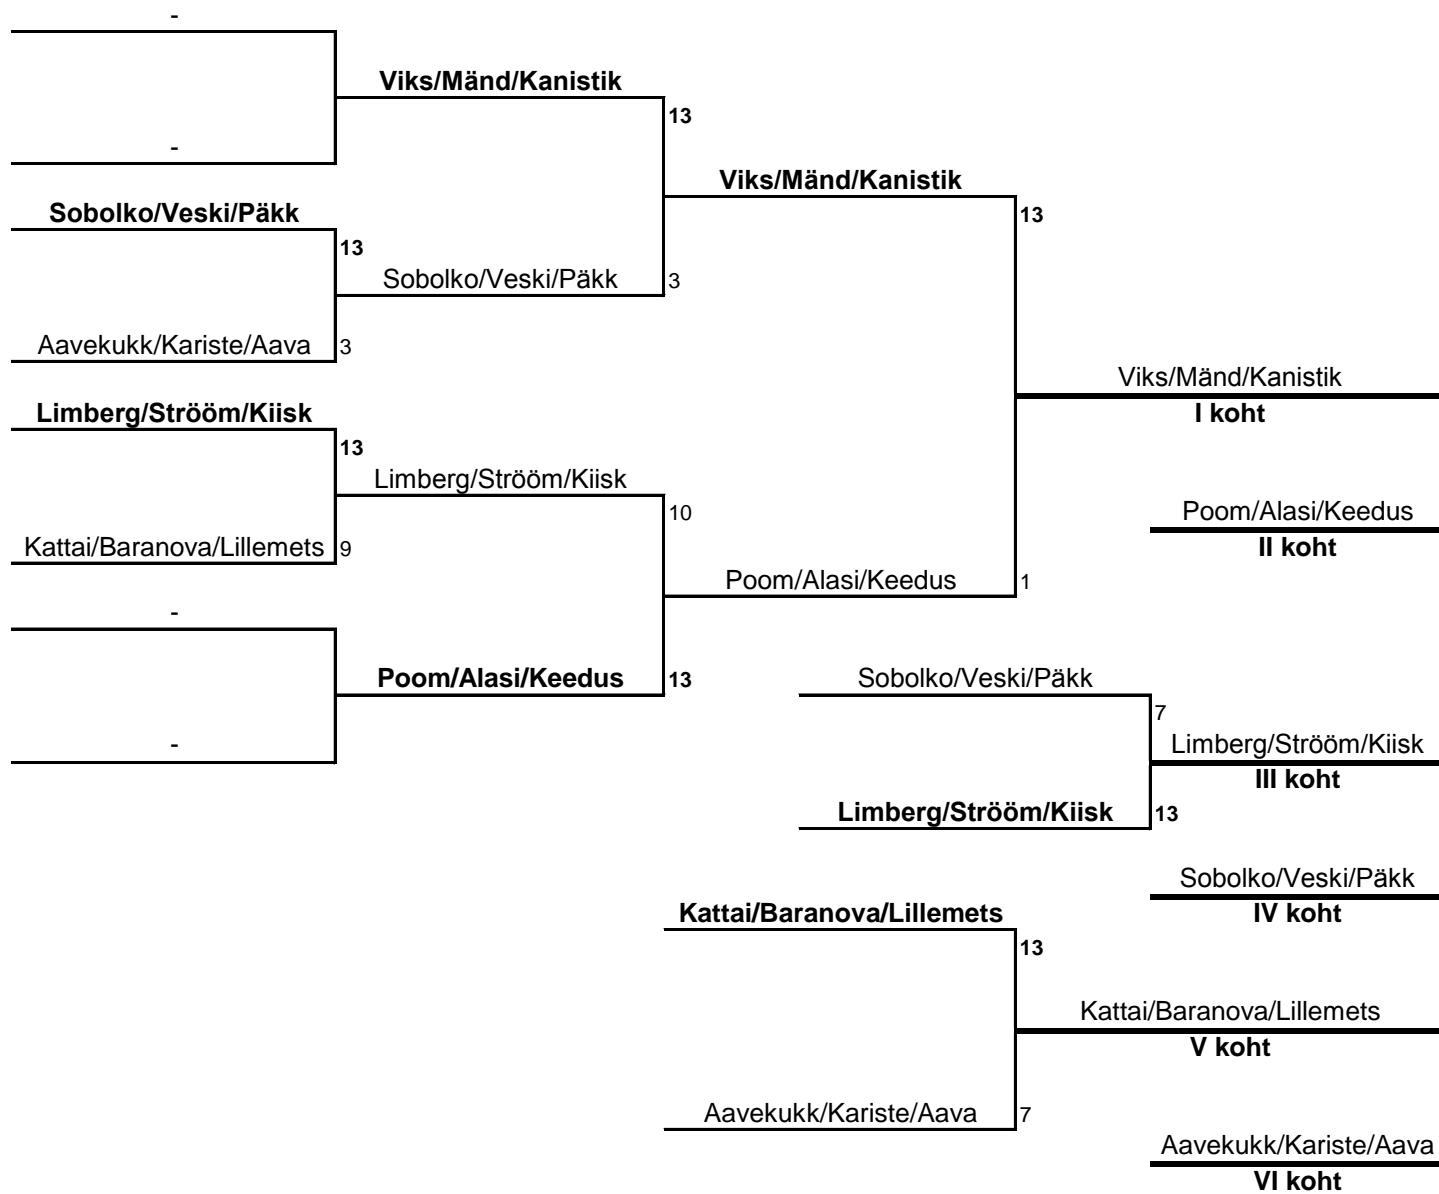 -
Viks/Mänd/Kanistik
13
-
Viks/Mänd/Kanistik
Sobolko/Veski/Päkk
13
13
Sobolko/Veski/Päkk
3
Aavekukk/Kariste/Aava
3
Viks/Mänd/Kanistik
I koht
Limberg/Ströom/Kiisk
13
Limberg/Ströom/Kiisk
10
Poom/Alasi/Keedus
II koht
Kattai/Baranova/Lillemets
9
Poom/Alasi/Keedus
1
-
Poom/Alasi/Keedus
13
Sobolko/Veski/Päkk
7
-
Limberg/Ströom/Kiisk
III koht
Limberg/Ströom/Kiisk
13
Sobolko/Veski/Päkk
IV koht
Kattai/Baranova/Lillemets
13
Kattai/Baranova/Lillemets
V koht
Aavekukk/Kariste/Aava
7
Aavekukk/Kariste/Aava
VI koht